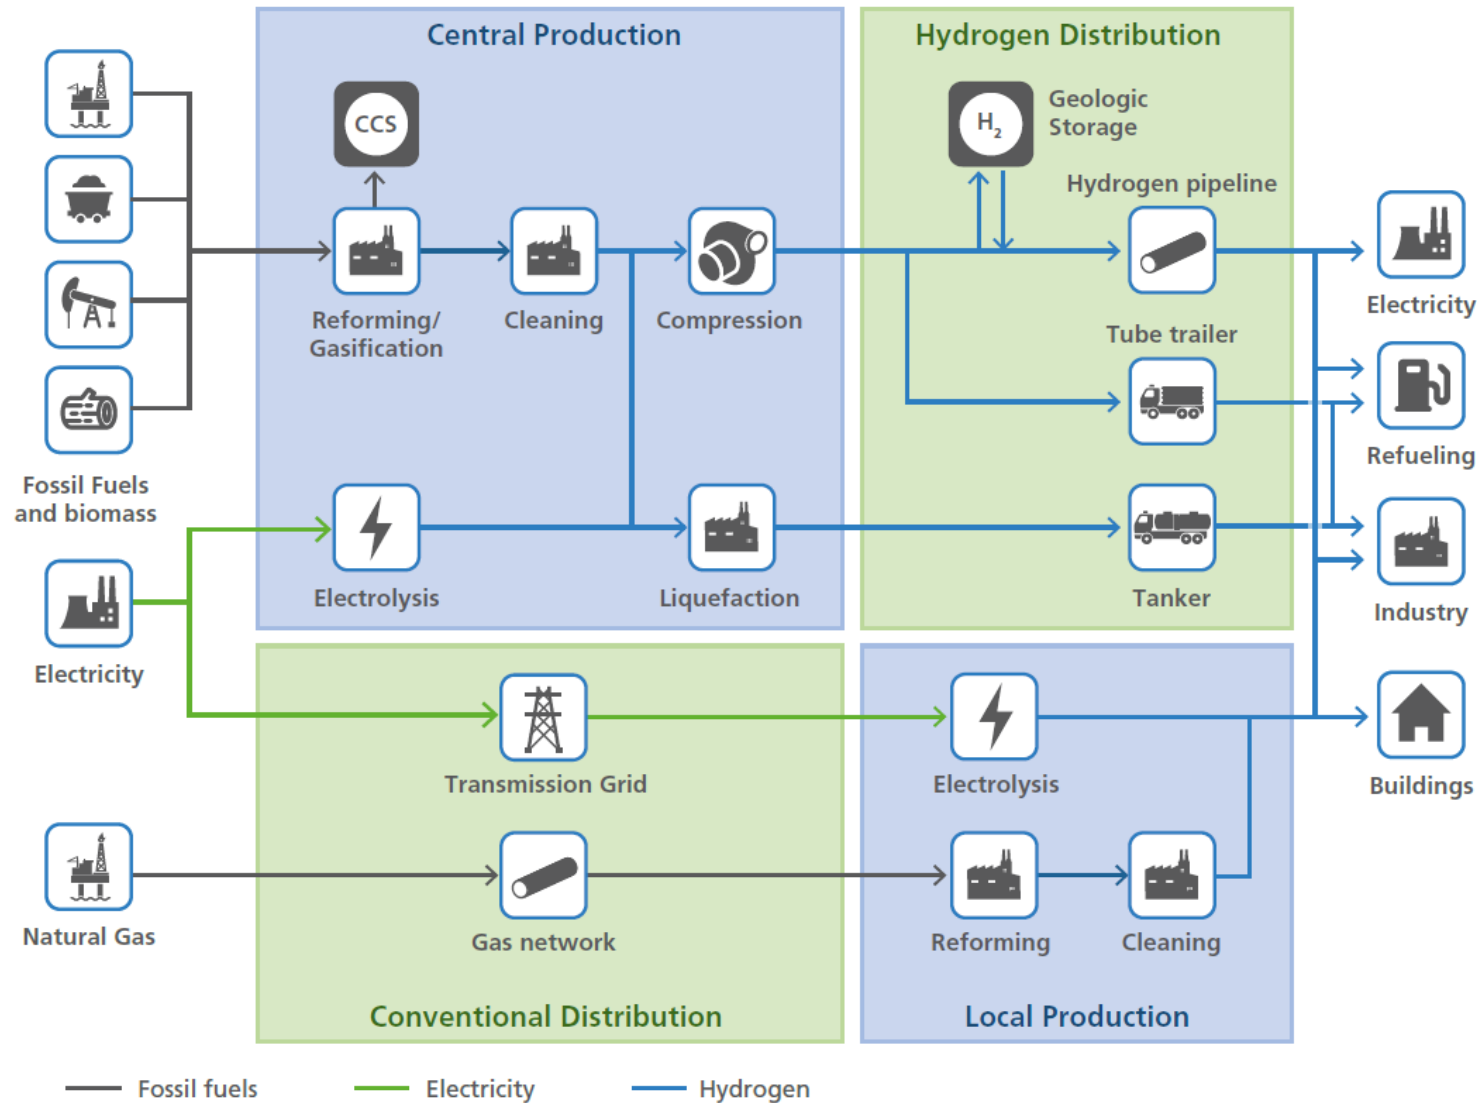 Central Production
Hydrogen Distribution
CCS
H2
Geologic
Storage
Hydrogen pipeline
Reforming/
Gasification
Cleaning
Compression
Electricity
Tube trailer
Refueling
Fossil Fuels
and biomass
Electrolysis
Liquefaction
Tanker
Industry
Electricity
Transmission Grid
Electrolysis
Buildings
Natural Gas
Gas network
Reforming
Cleaning
Conventional Distribution
Local Production
Fossil fuels
Electricity
Hydrogen